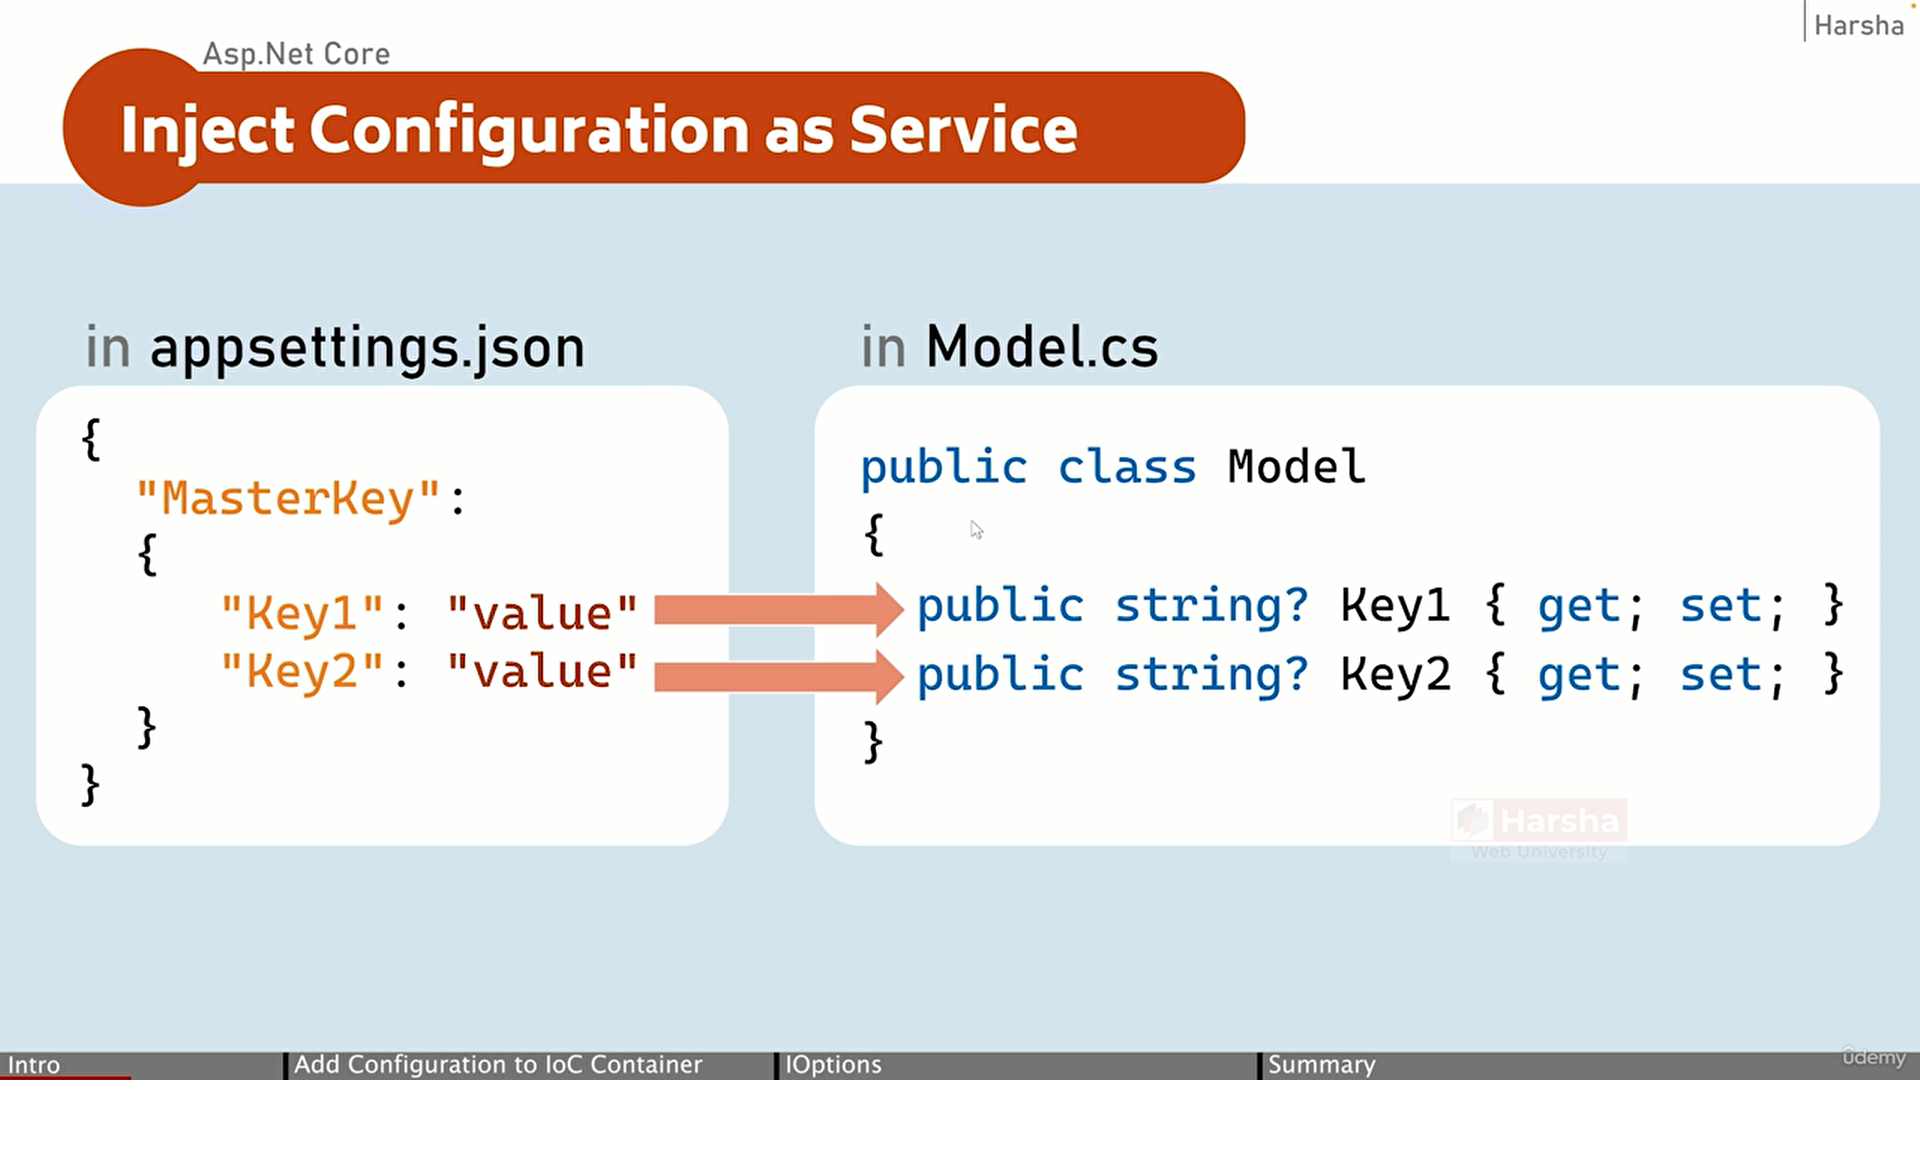 Harsha
Asp.Net Core
Inject Configuration as Service
in appsettings.json
{
"MasterKey":
{
"Key1": "value"
"Key2": "value"
}
}
in Model.cs
public class Model
{
public string? Key1 { get; set; }
public string? Key2 { get; set; }
}
Harsha
Web University
Intro
Add Configuration to IoC Container
IOptions
Summary
ûdemy